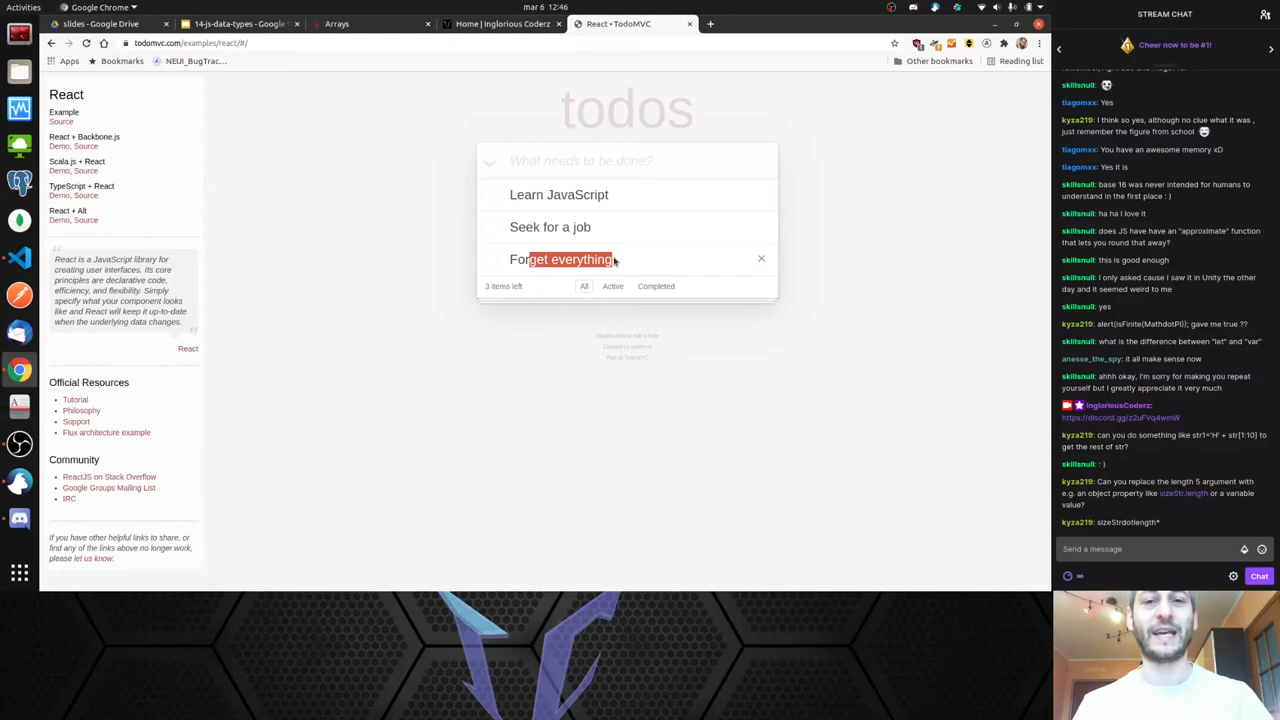 Activities
Google Chrome
mar 6 12:46
slides - Google Drive
14-js-data-types - Google S
Arrays
Home | Inglorious Coderz
React • TodoMVC
todomvc.com/examples/react/#/
Apps
Bookmarks
NEUI_BugTrac...
Other bookmarks
Reading list
React
Example
Source
React + Backbone.js
Demo, Source
Scala.js + React
Demo, Source
TypeScript + React
Demo, Source
React + Alt
Demo, Source
React is a JavaScript library for
creating user interfaces. Its core
principles are declarative code,
efficiency, and flexibility. Simply
specify what your component
looks like and React will keep it up-to-date
when the underlying data changes.
React
Official Resources
Tutorial
Philosophy
Support
Flux architecture example
Community
ReactJS on Stack Overflow
Google Groups Mailing List
IRC
If you have other helpful links to share, or
find any of the links above no longer work,
please let us know.
todos
What needs to be done?
Learn JavaScript
Seek for a job
Forget everything
3 items left
All
Active
Completed
Double-click to edit a todo
Part of TodoMVC
STREAM CHAT
Cheer now to be #1!
skillsnull:
tiagomxx: Yes
kyza219: I think so yes, although no clue what it was ,
just remember the figure from school
tiagomxx: You have an awesome memory xD
tiagomxx: Yes it is
skillsnull: base 16 was never intended for humans to
understand in the first place : )
skillsnull: ha ha I love it
skillsnull: does JS have have an "approximate" function
that lets you round that away?
skillsnull: this is good enough
skillsnull: I only asked cause I saw it in Unity the other
day and it seemed weird to me
skillsnull: yes
kyza219: alert(isFinite(MathdotPI)); gave me true ??
skillsnull: what is the difference between "let" and "var"
anesse_the_spy: it all make sense now
skillsnull: ahhh okay, I'm sorry for making you repeat
yourself but I greatly appreciate it very much
IngloriousCoderz:
https://discord.gg/z2uFVq4wmW
kyza219: can you do something like str1='H' + str[1:10] to
get the rest of str?
skillsnull: : )
kyza219: Can you replace the length 5 argument with
e.g. an object property like sizeStr.length or a variable
value?
kyza219: sizeStrdotlength*
Send a message
Chat